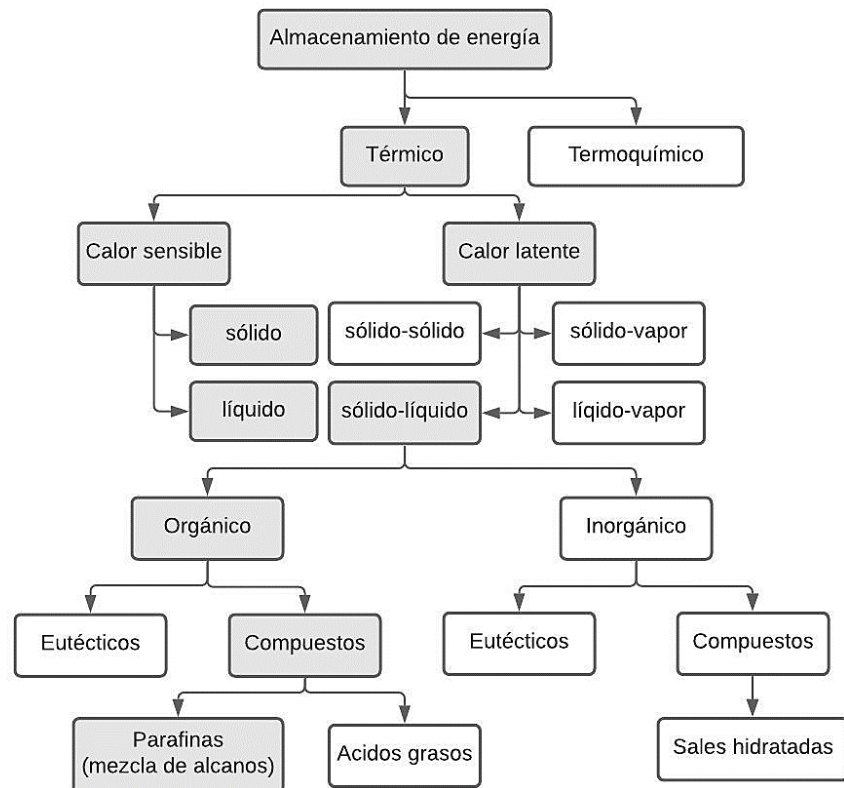 Almacenamiento de energía
Térmico
Termoquímico
Calor sensible
Calor latente
sólido
sólido-sólido
sólido-vapor
líquido
sólido-líquido
líqido-vapor
Orgánico
Inorgánico
Eutécticos
Compuestos
Eutécticos
Compuestos
Parafinas
(mezcla de alcanos)
Acidos grasos
Sales hidratadas